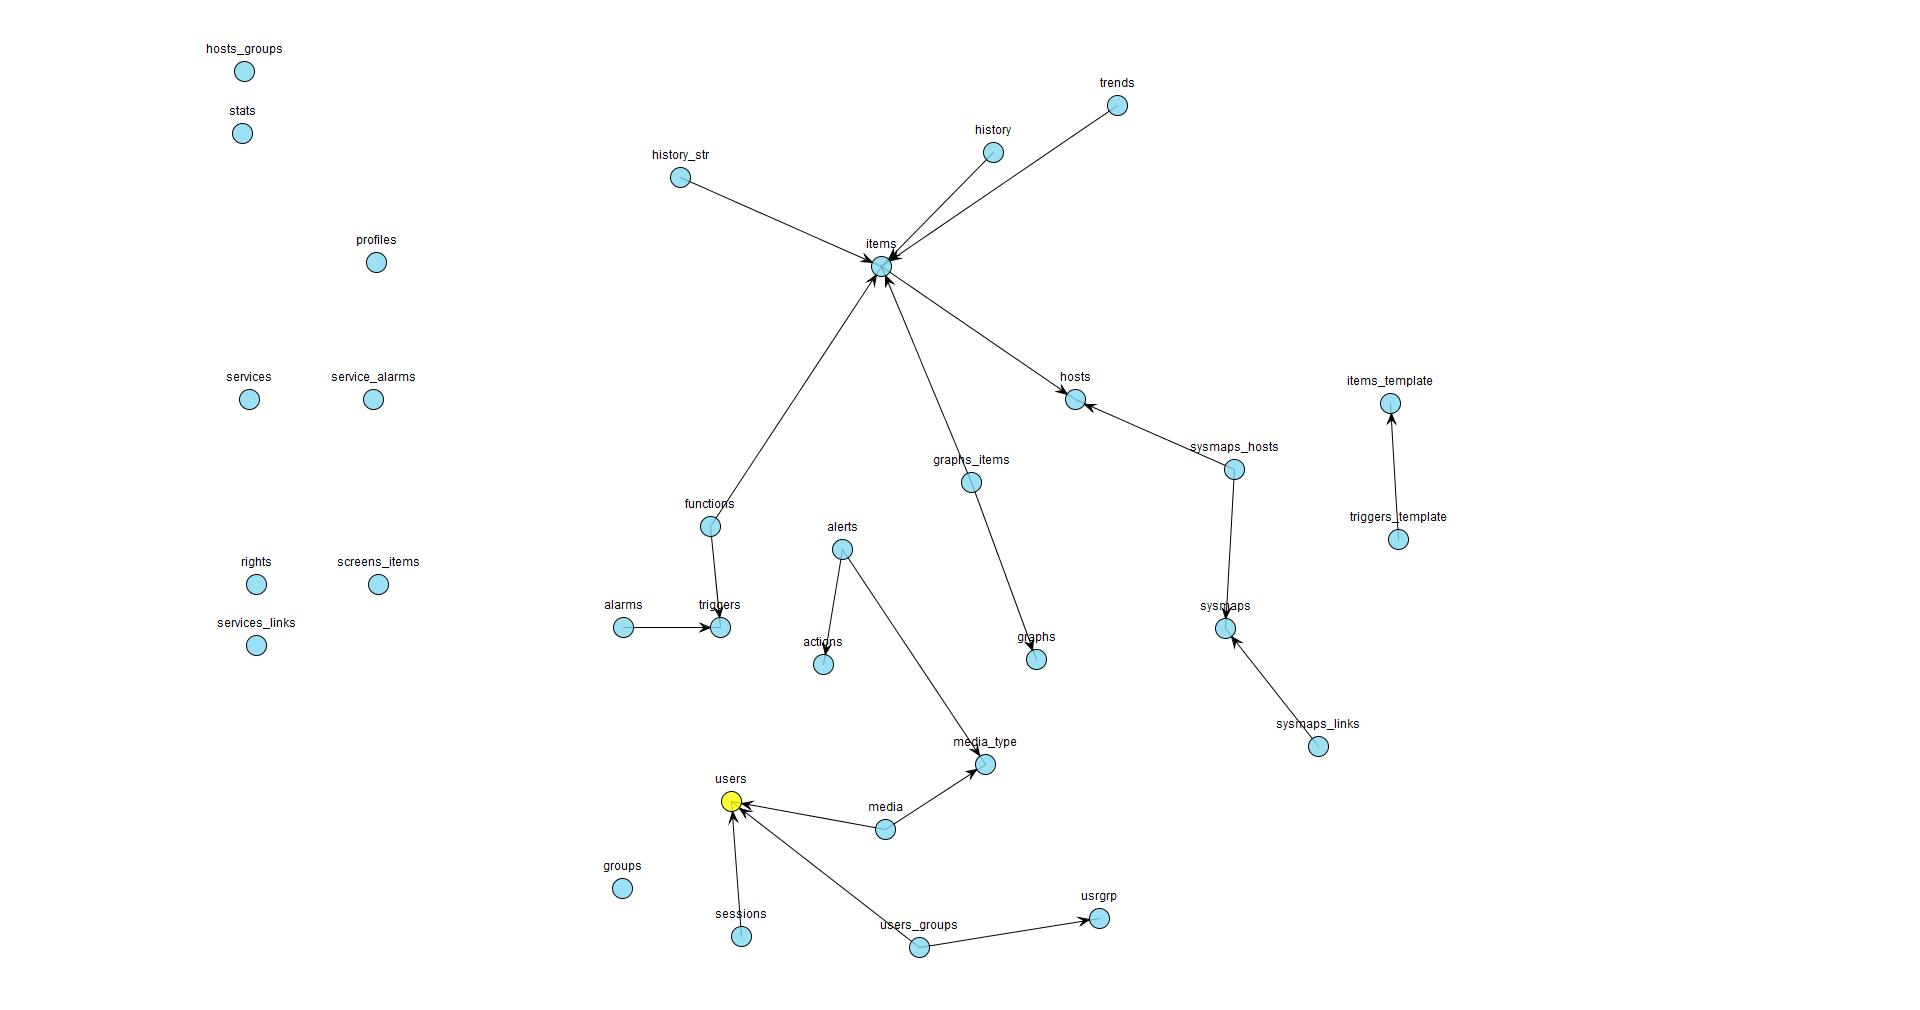 hosts_groups
stats
trends
history
history_str
profiles
items
services
service_alarms
hosts
items_template
sysmaps_hosts
graphs_items
functions
triggers_template
alerts
rights
screens_items
alarms
triggers
sysmaps
services_links
actions
graphs
sysmaps_links
media_type
users
media
groups
usrgrp
sessions
users_groups